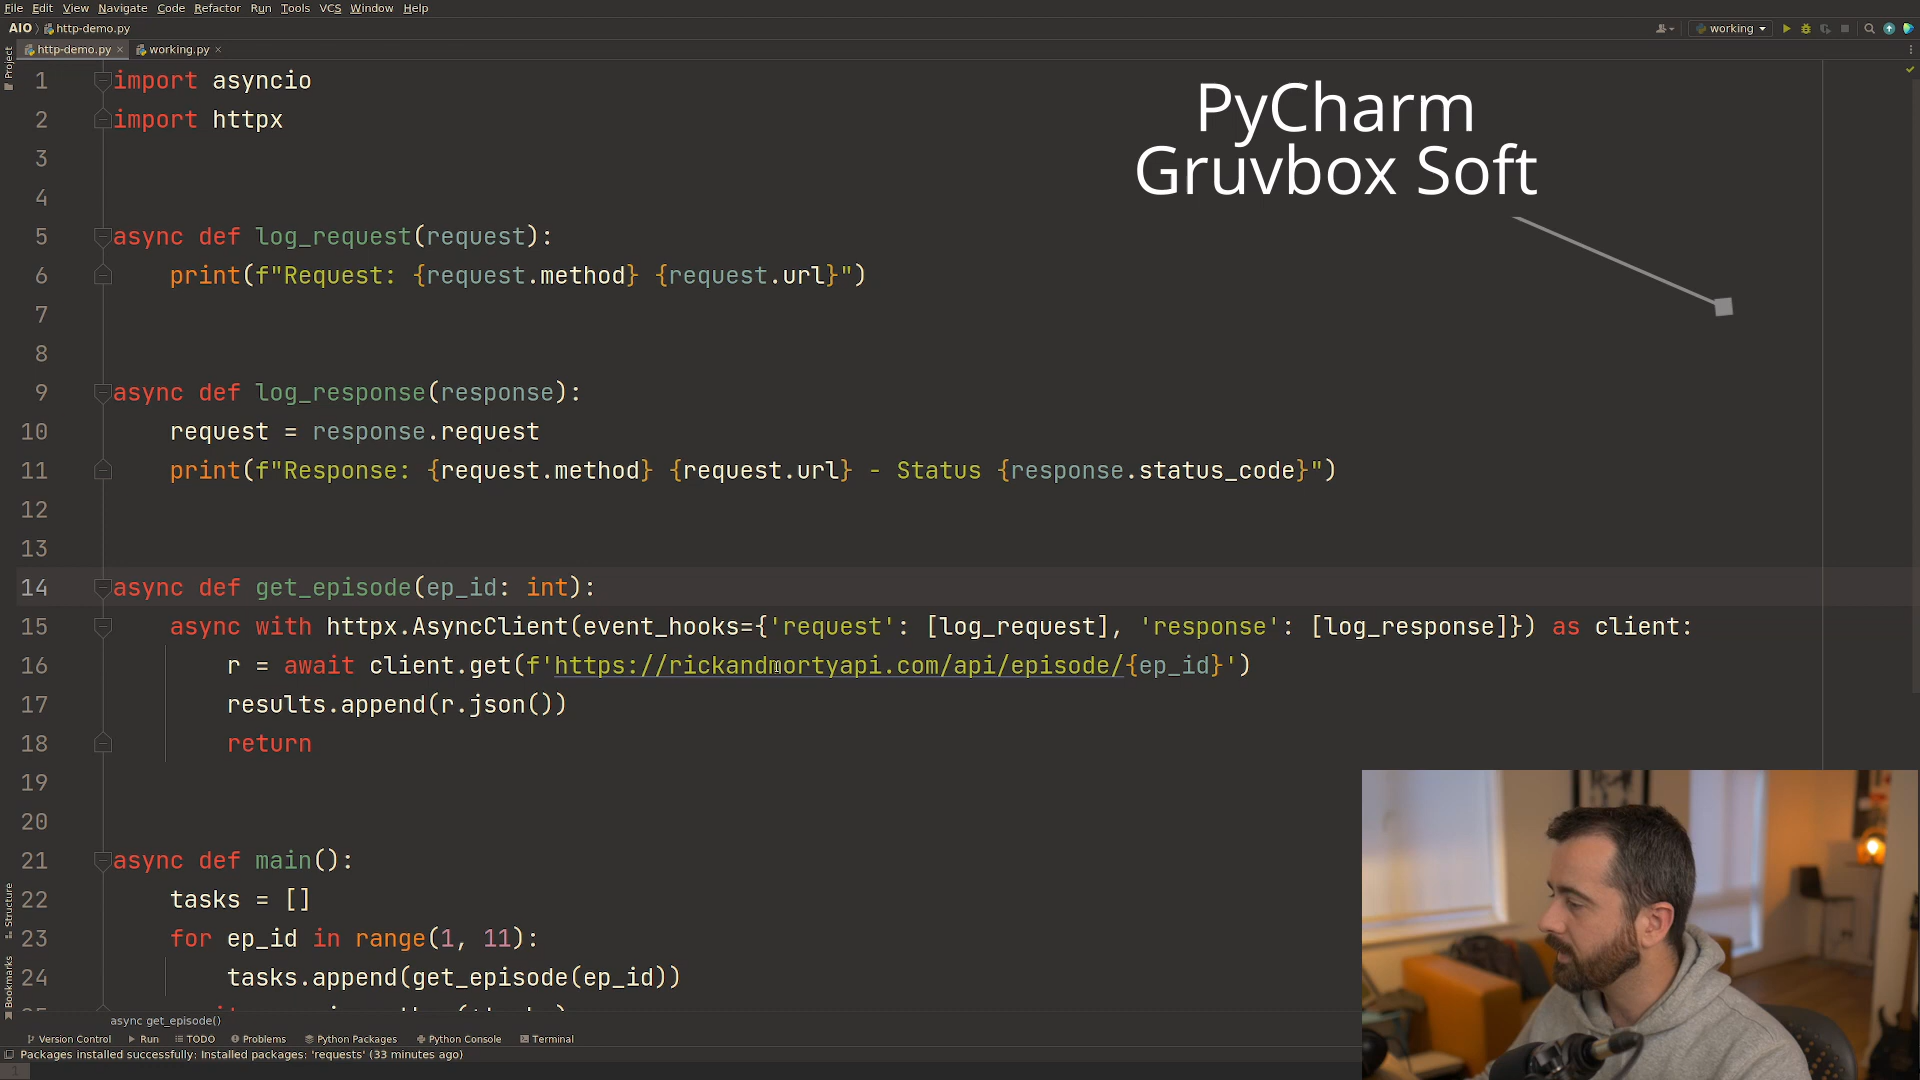 File Edit View Navigate Code Refactor Run Tools VCS Window Help
AIO http-demo.py
working
http-demo.py working.py
Project
PyCharm
Gruvbox Soft
1 import asyncio
2 import httpx
3
4
5 async def log_request(request):
6 print(f"Request: {request.method} {request.url}")
7
8
9 async def log_response(response):
10 request = response.request
11 print(f"Response: {request.method} {request.url} - Status {response.status_code}")
12
13
14 async def get_episode(ep_id: int):
15 async with httpx.AsyncClient(event_hooks={'request': [log_request], 'response': [log_response]}) as client:
16 r = await client.get(f'https://rickandmortyapi.com/api/episode/{ep_id}')
17 results.append(r.json())
18 return
19
20
21 async def main():
22 tasks = []
23 for ep_id in range(1, 11):
24 tasks.append(get_episode(ep_id))
Structure
Bookmarks
async get_episode()
Version Control Run TODO Problems Python Packages Python Console Terminal
Packages installed successfully: Installed packages: 'requests' (33 minutes ago)
1